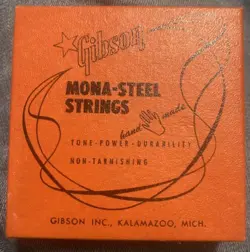 Gibson
MONA-STEEL
STRINGS
hand made
TONE-POWER-DURABILITY
NON-TARNISHING
GIBSON INC., KALAMAZOO, MICH.